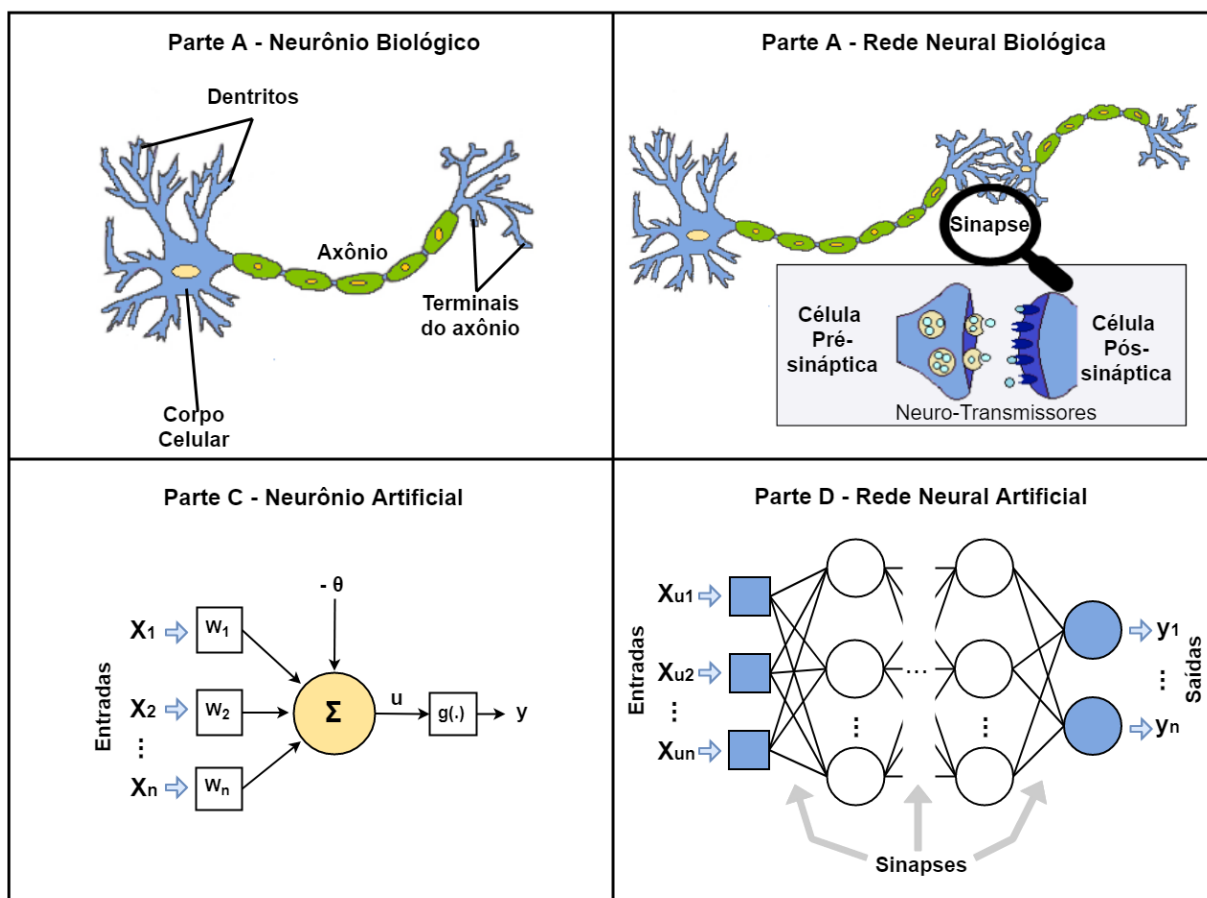 Parte A - Neurônio Biológico
Dentritos
Axônio
Terminais
do axônio
Corpo
Celular
Parte A - Rede Neural Biológica
Sinapse
Célula
Pré-
sináptica
Célula
Pós-
sináptica
Neuro-Transmissores
Parte C - Neurônio Artificial
- θ
Entradas
X1
W1
X2
W2
⋮
Xn
Wn
Σ
u
g(.)
y
Parte D - Rede Neural Artificial
Entradas
Xu1
Xu2
⋮
Xun
...
⋮
⋮
y1
⋮
yn
Saídas
Sinapses